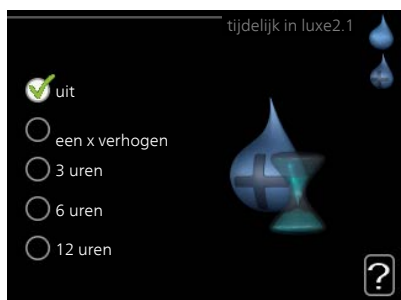 tijdelijk in luxe2.1
uit
een x verhogen
3 uren
6 uren
12 uren
?